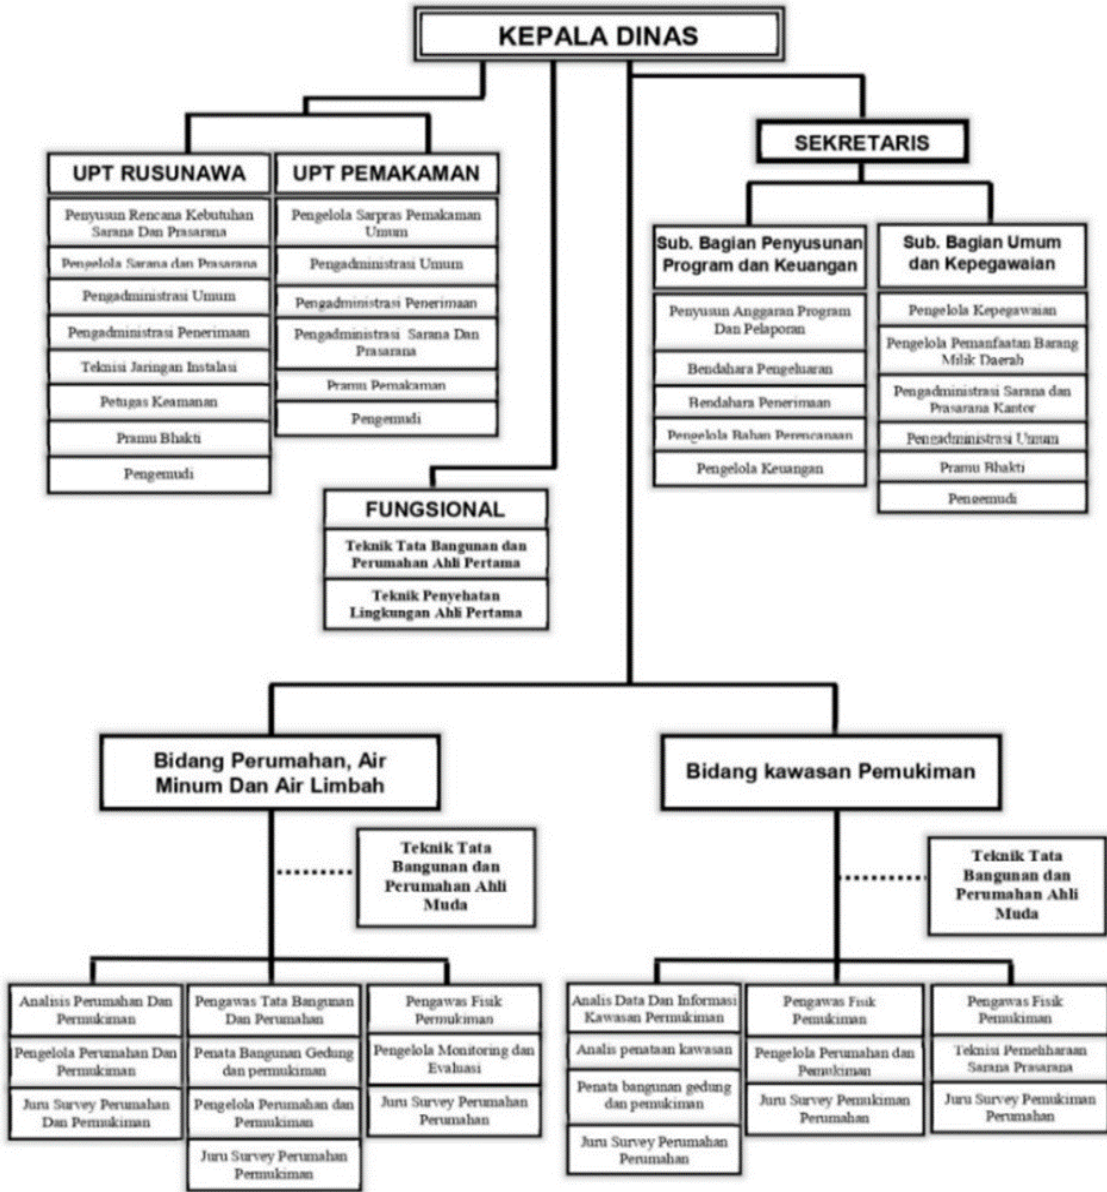 KEPALA DINAS
SEKRETARIS
UPT RUSUNAWA
Penyusun Rencana Kebutuhan
Sarana Dan Prasarana
Pengelola Sarana dan Prasarana
Pengadministrasi Umum
Pengadministrasi Penerimaan
Teknisi Jaringan Instalasi
Petugas Keamanan
Pramu Bhakti
Pengemudi
UPT PEMAKAMAN
Pengelola Sarpras Pemakaman
Umum
Pengadministrasi Umum
Pengadministrasi Penerimaan
Pengadministrasi Sarana Dan
Prasarana
Pramu Pemakaman
Pengemudi
Sub. Bagian Penyusunan
Program dan Keuangan
Penyusun Anggaran Program
Dan Pelaporan
Bendahara Pengeluaran
Bendahara Penerimaan
Pengelola Bahan Perencanaan
Pengelola Keuangan
Sub. Bagian Umum
dan Kepegawaian
Pengelola Kepegawaian
Pengelola Pemanfaatan Barang
Milik Daerah
Pengadministrasi Sarana dan
Prasarana Kantor
Pengadministrasi Umum
Pramu Bhakti
Pengemudi
FUNGSIONAL
Teknik Tata Bangunan dan
Perumahan Ahli Pertama
Teknik Penyehatan
Lingkungan Ahli Pertama
Bidang Perumahan, Air
Minum Dan Air Limbah
Teknik Tata
Bangunan dan
Perumahan Ahli
Muda
Analisis Perumahan Dan
Permukiman
Pengelola Perumahan Dan
Permukiman
Juru Survey Perumahan
Dan Permukiman
Pengawas Tata Bangunan
Dan Perumahan
Penata Bangunan Gedung
dan permukiman
Pengelola Perumahan dan
Permukiman
Juru Survey Perumahan
Permukiman
Pengawas Fisik
Permukiman
Pengelola Monitoring dan
Evaluasi
Juru Survey Perumahan
Perumahan
Bidang kawasan Pemukiman
Teknik Tata
Bangunan dan
Perumahan Ahli
Muda
Analis Data Dan Informasi
Kawasan Permukiman
Analis penataan kawasan
Penata bangunan gedung
dan pemukiman
Juru Survey Perumahan
Perumahan
Pengawas Fisik
Pemukiman
Pengelola Perumahan dan
Pemukiman
Juru Survey Pemukiman
Perumahan
Pengawas Fisik
Pemukiman
Teknisi Pemeliharaan
Sarana Prasarana
Juru Survey Pemukiman
Perumahan